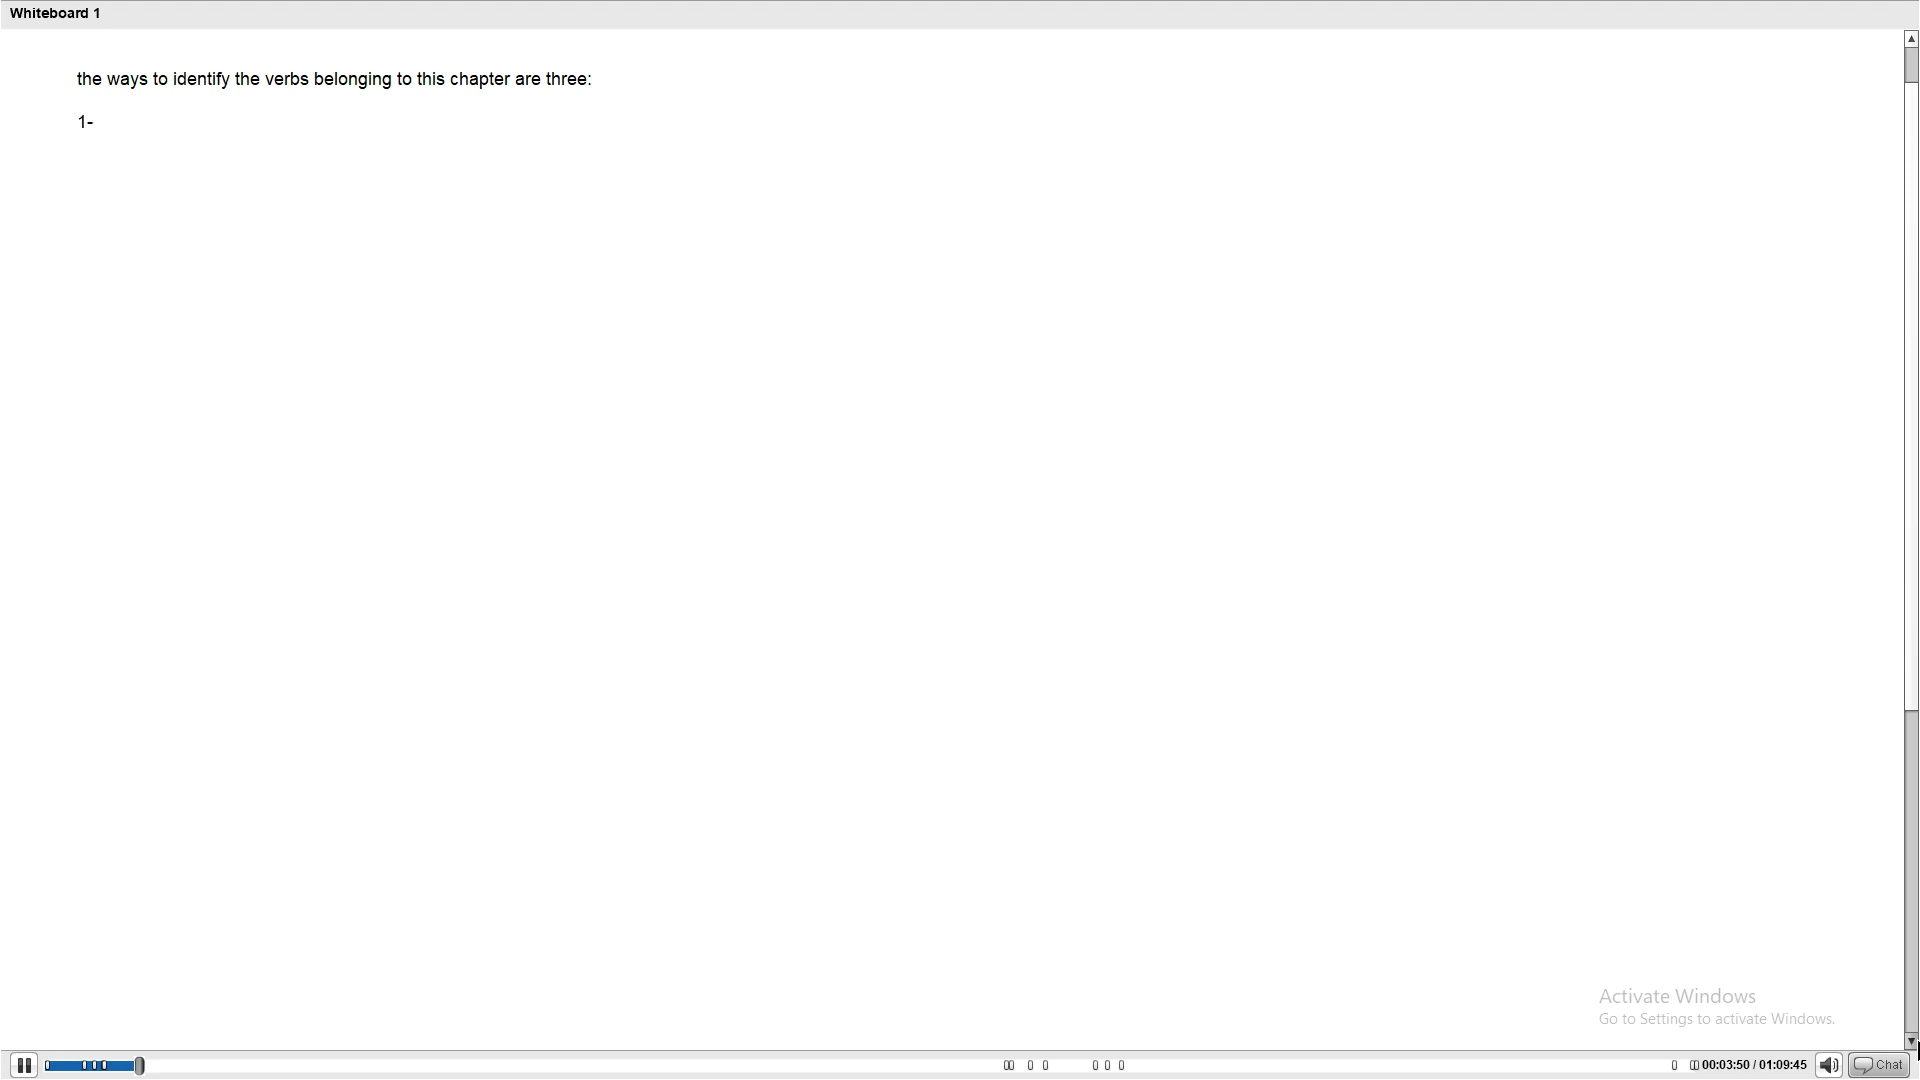 Whiteboard 1
the ways to identify the verbs belonging to this chapter are three:
1-
Activate Windows
Go to Settings to activate Windows.
00:03:50 / 01:09:45
Chat